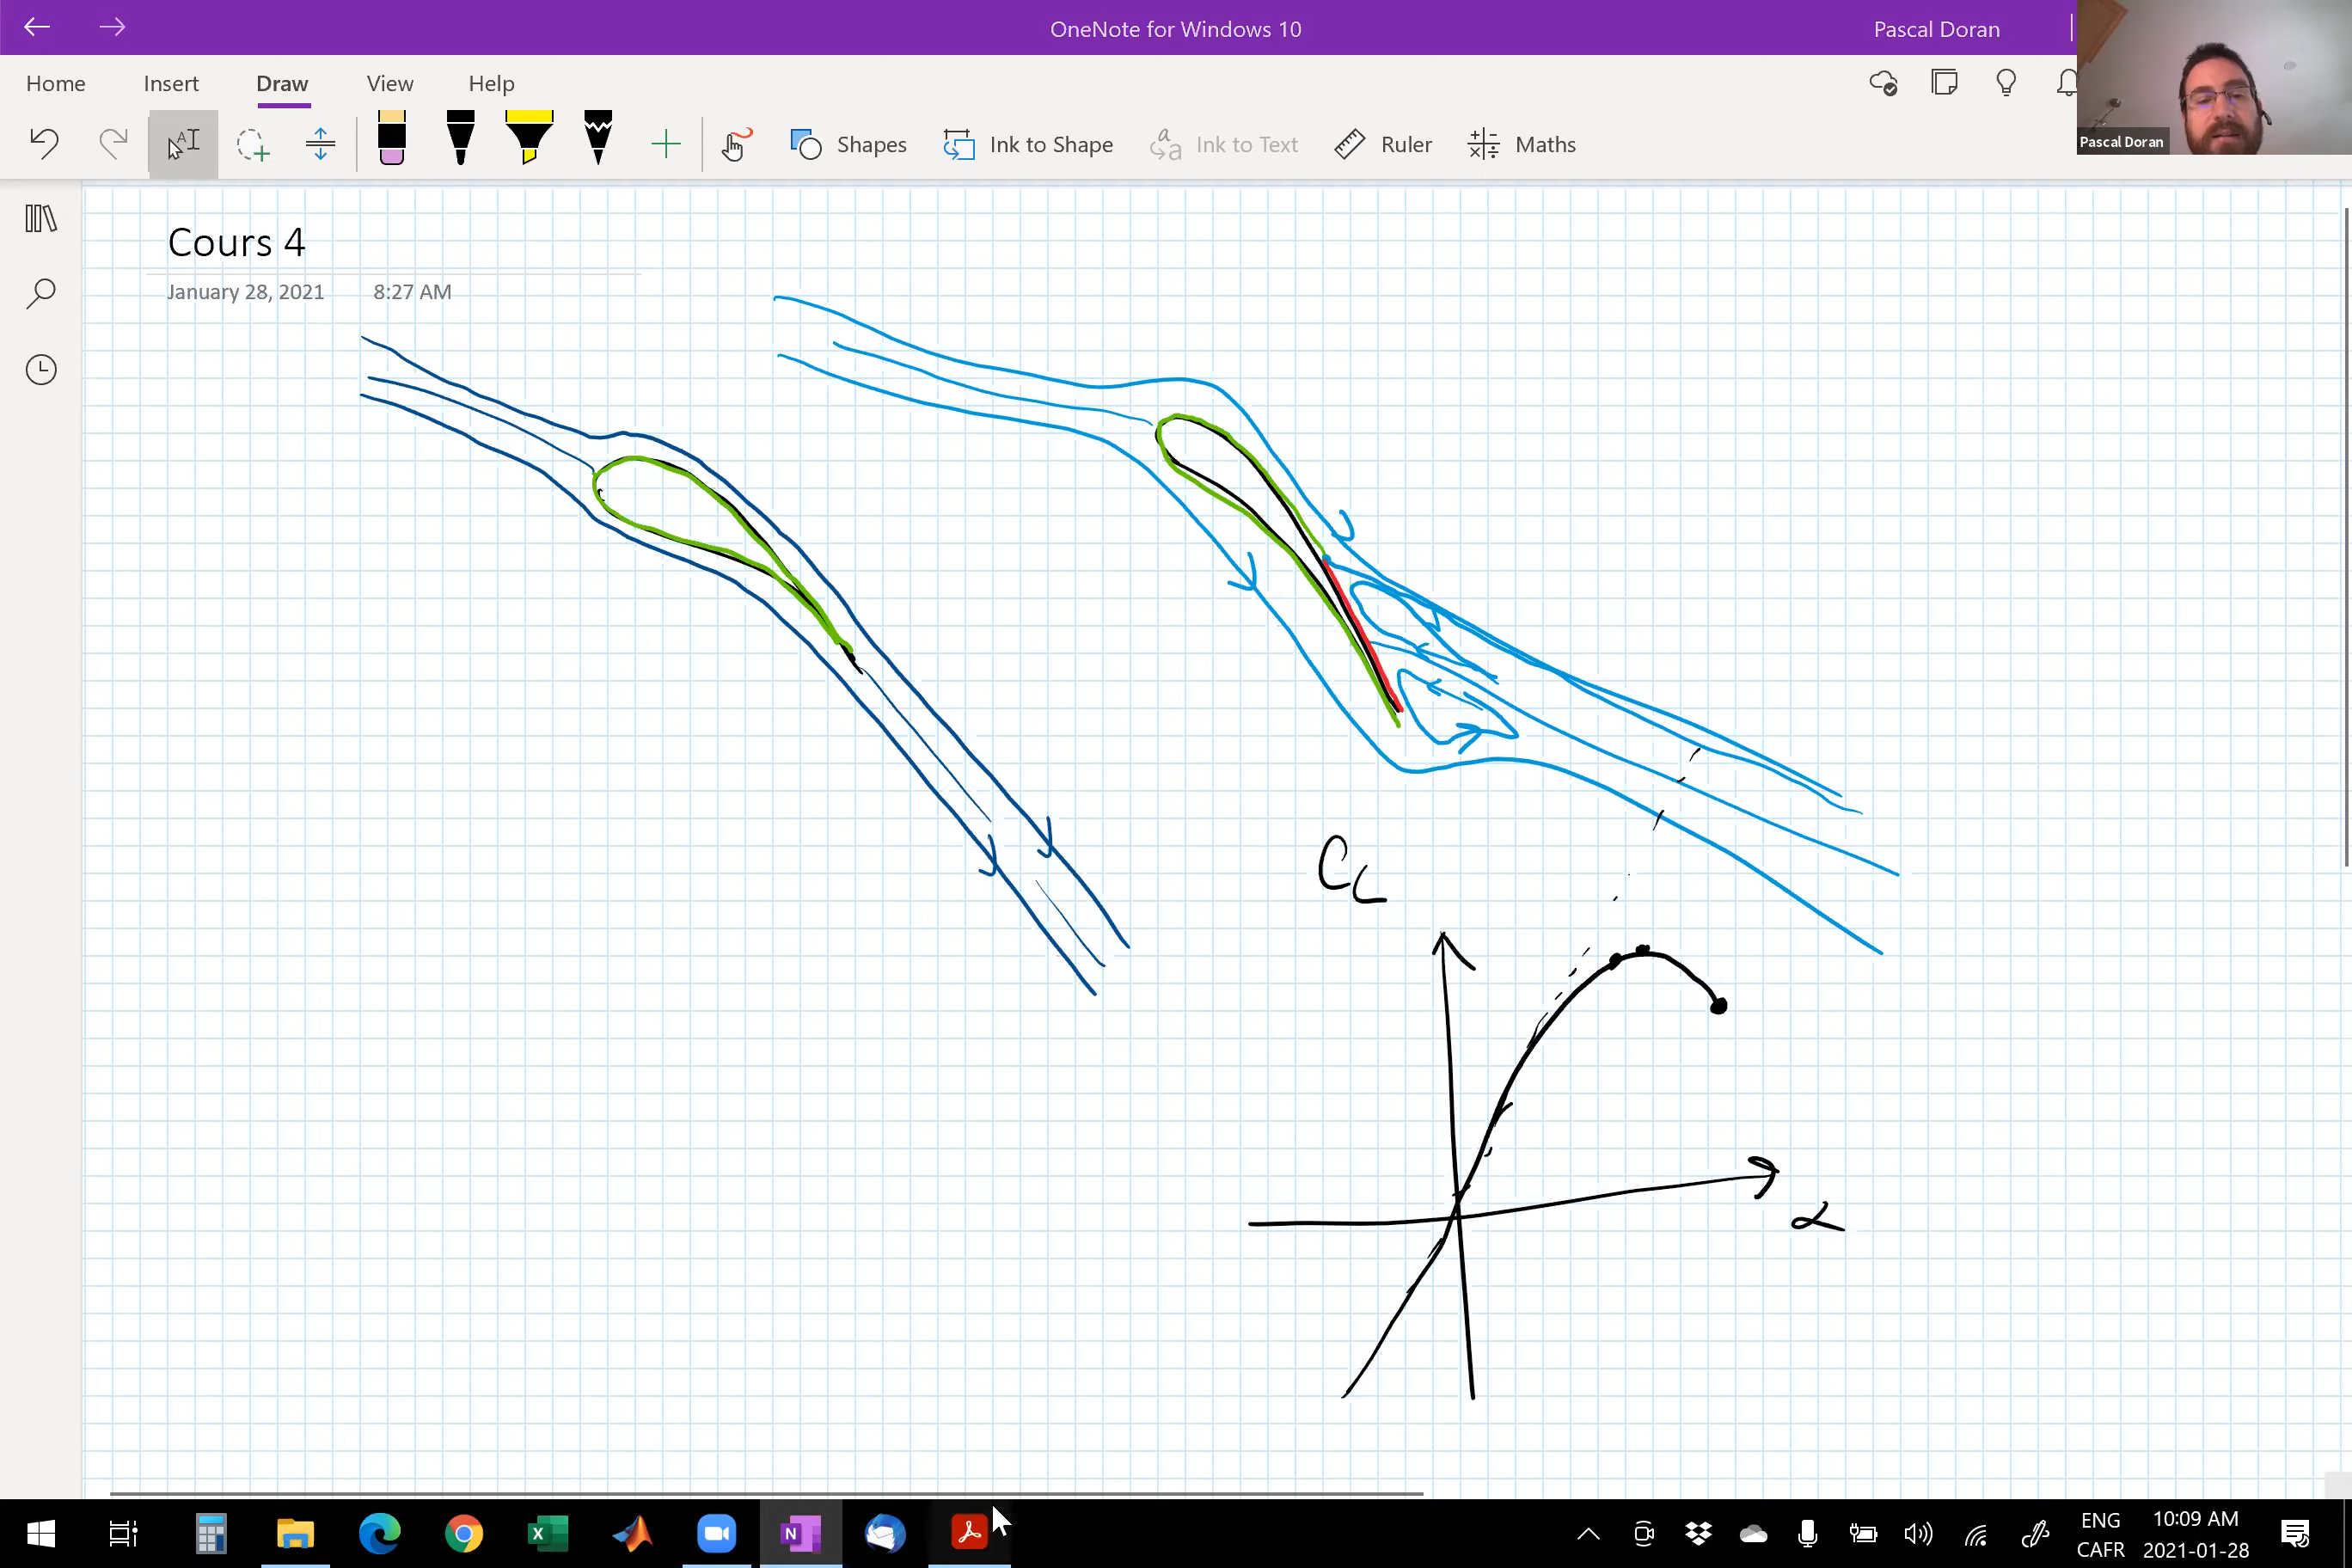 OneNote for Windows 10
Pascal Doran
Home Insert Draw View Help
Shapes Ink to Shape Ink to Text Ruler Maths
Pascal Doran
Cours 4
January 28, 2021 8:27 AM
CL
α
ENG 10:09 AM
CAFR 2021-01-28